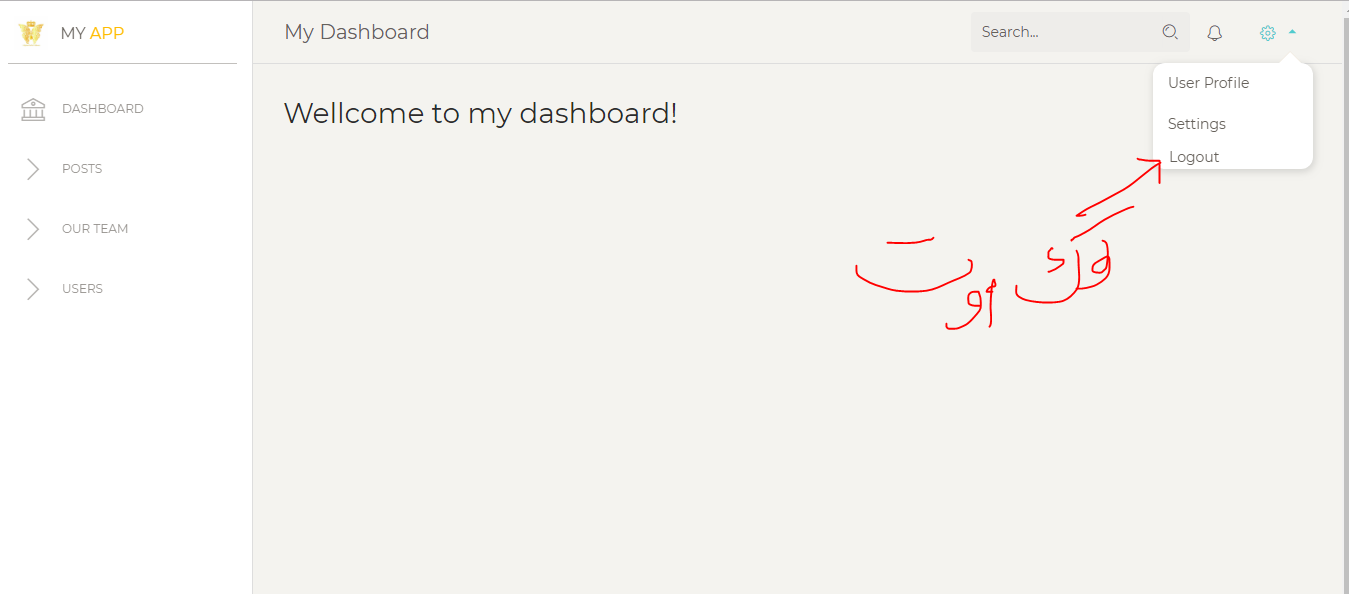 MY APP
My Dashboard
Search...
User Profile
Settings
Logout
DASHBOARD
POSTS
OUR TEAM
USERS
Wellcome to my dashboard!
اوت